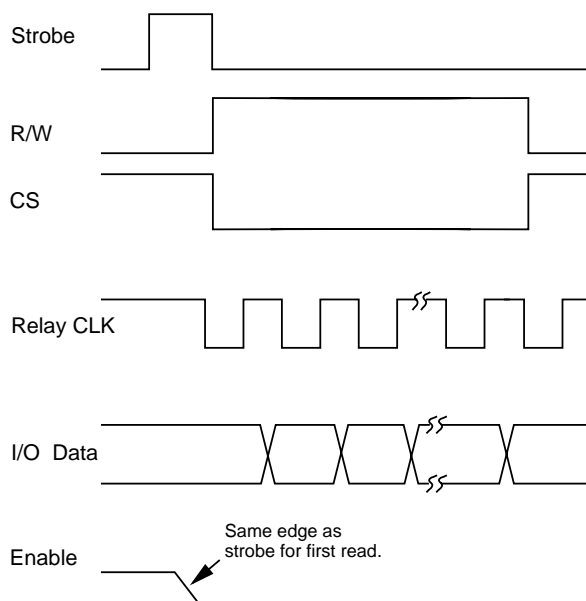 Strobe
R/W
CS
Relay CLK
I/O Data
Enable
Same edge as
strobe for first read.